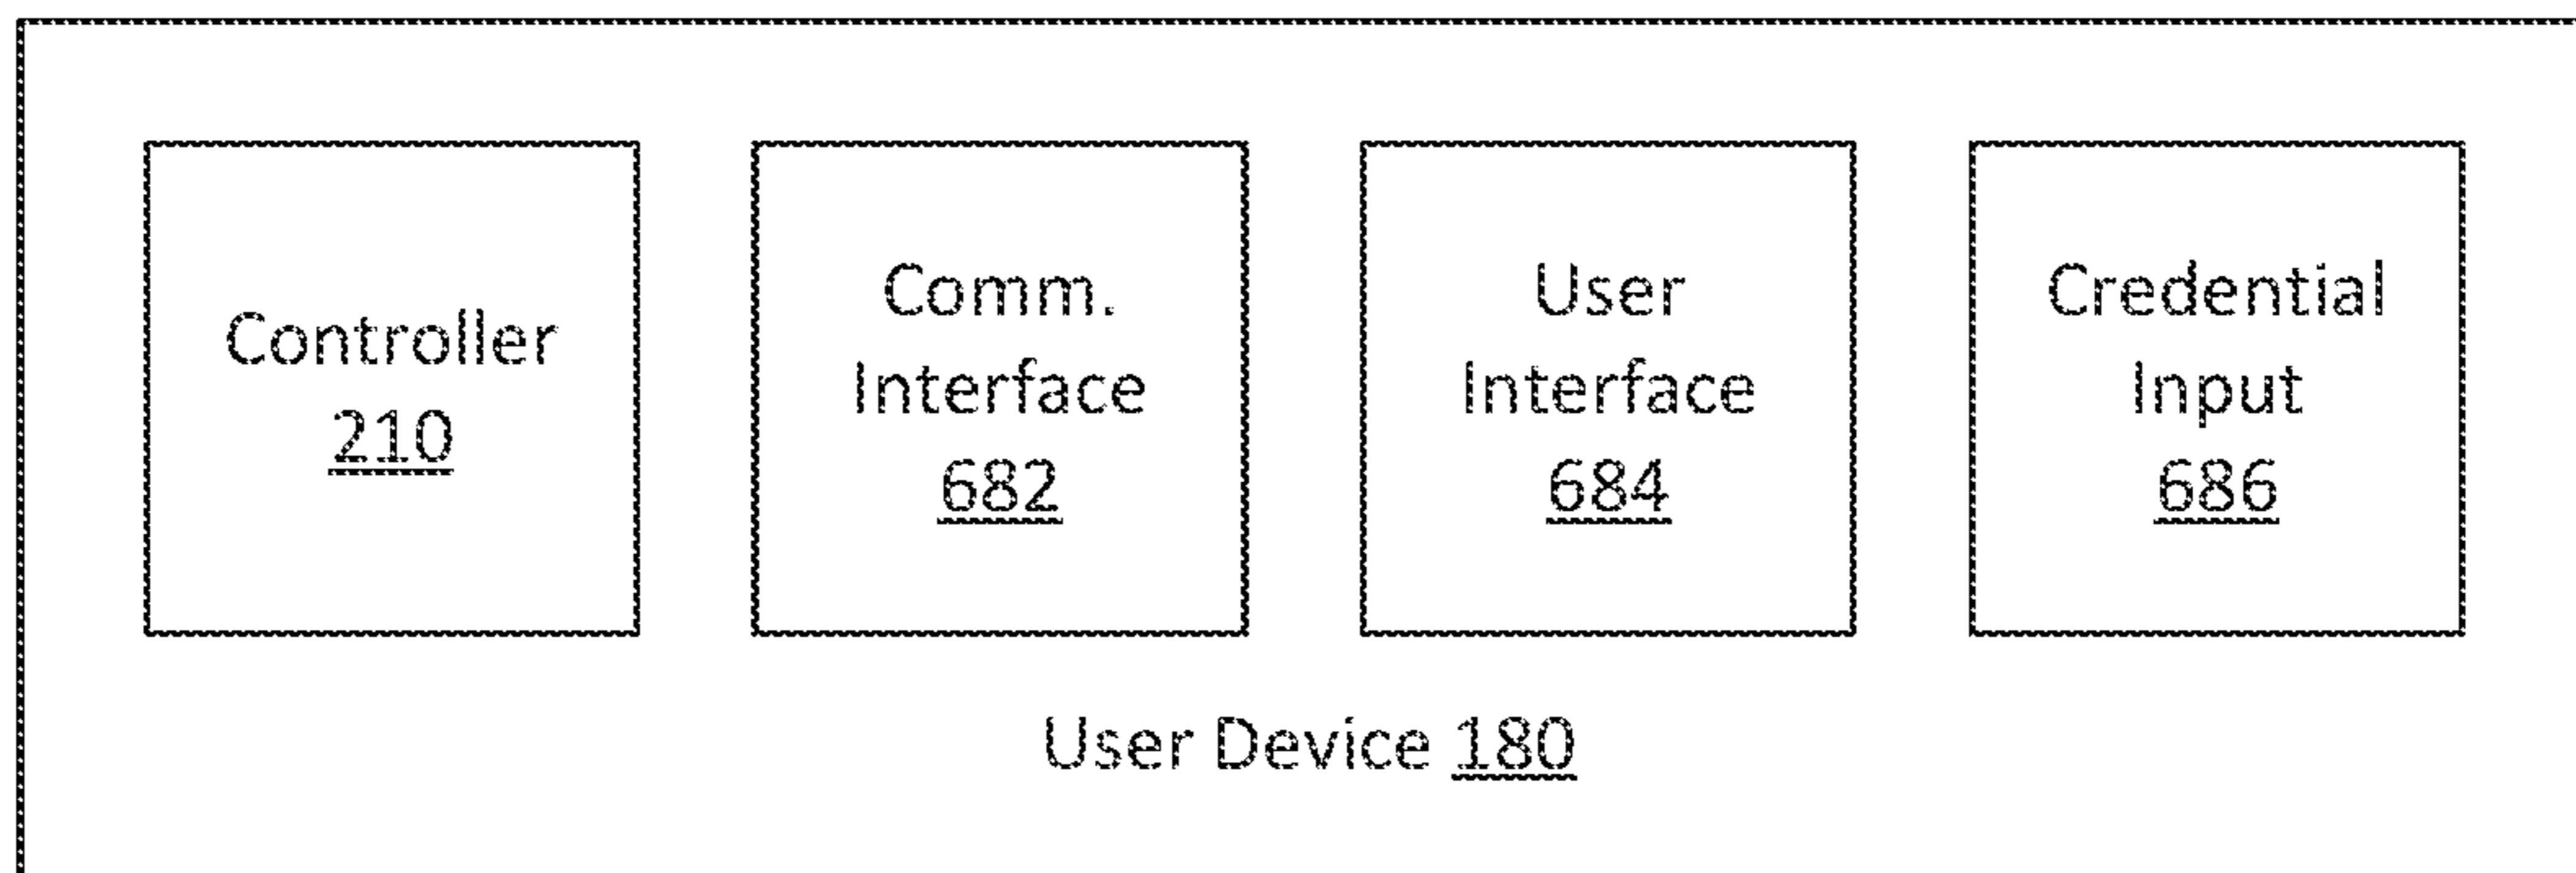 Controller
210
Comm.
Interface
682
User
Interface
684
Credential
Input
686
User Device 180